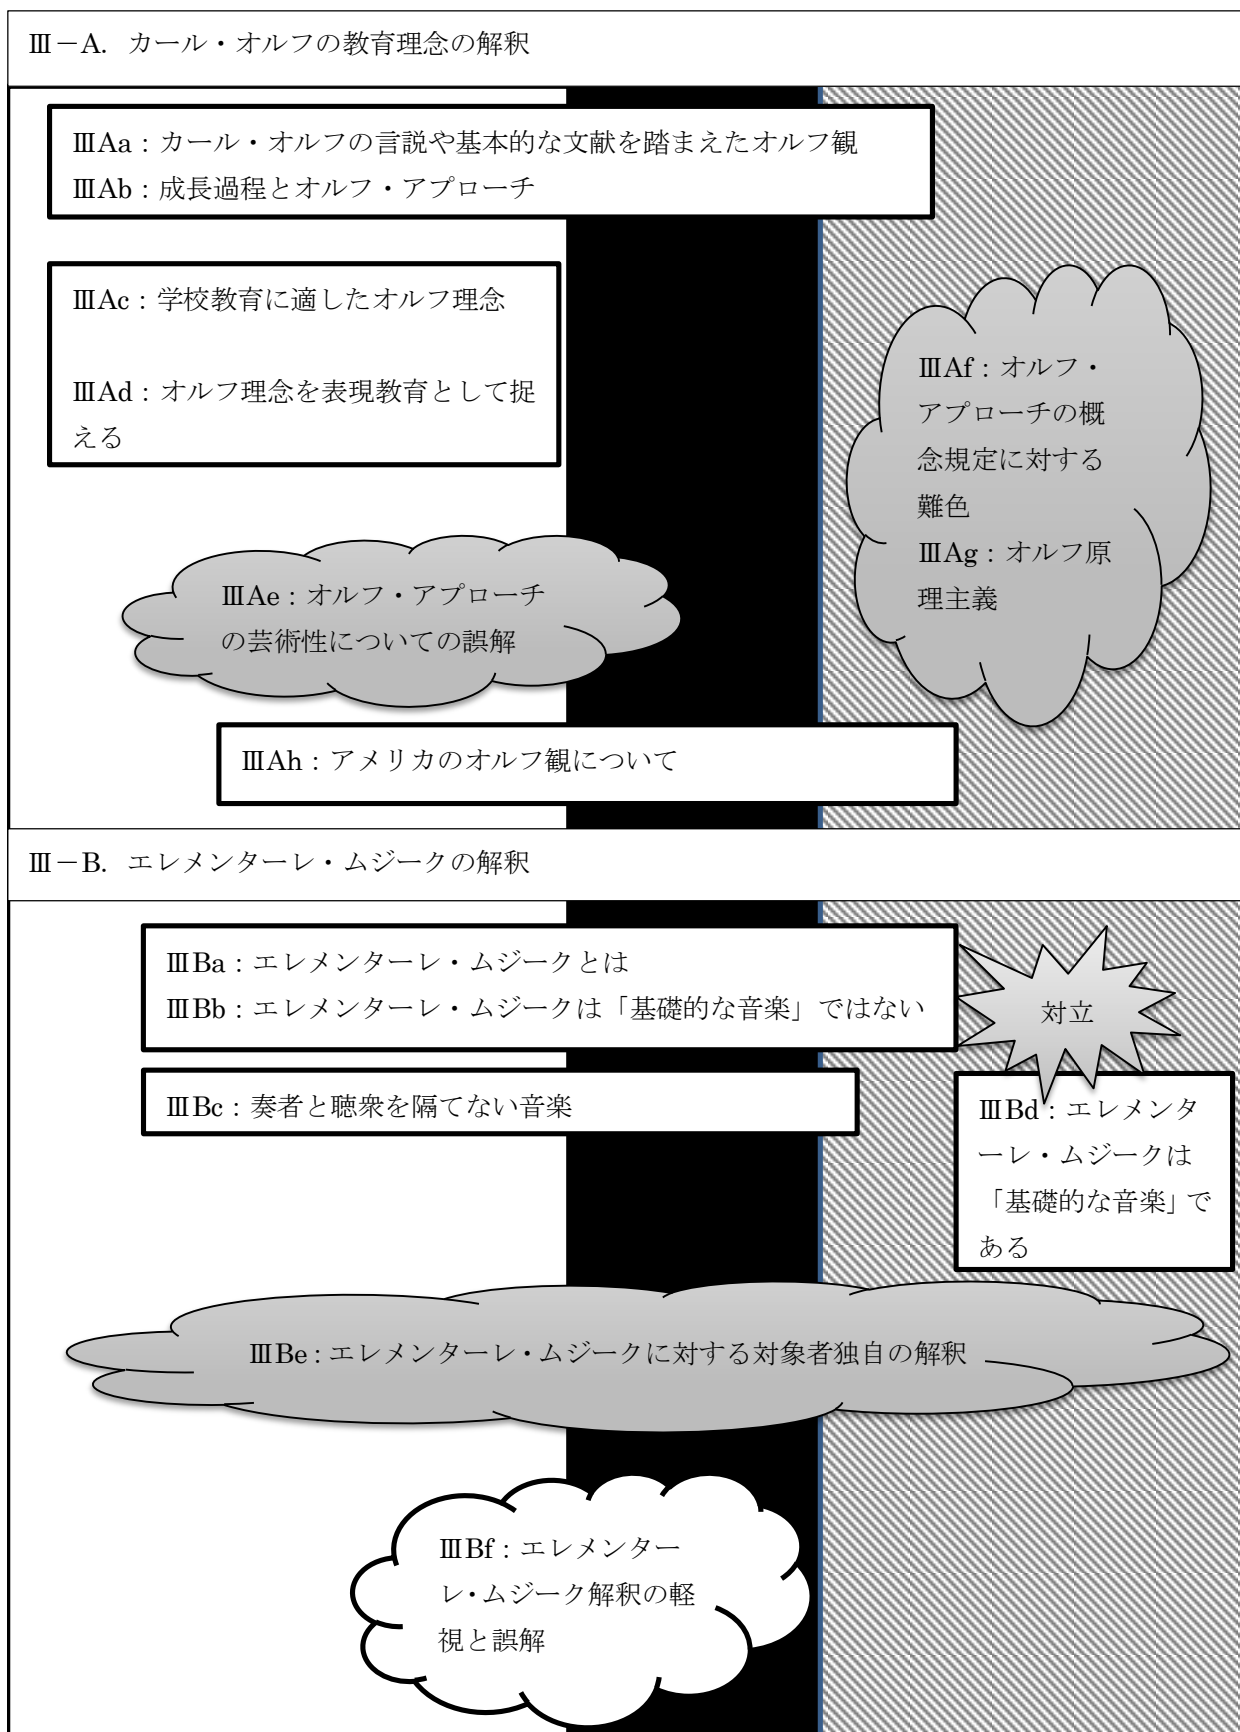 Ⅲ－A. カール・オルフの教育理念の解釈
ⅢAa：カール・オルフの言説や基本的な文献を踏まえたオルフ観
ⅢAb：成長過程とオルフ・アプローチ
ⅢAc：学校教育に適したオルフ理念
ⅢAd：オルフ理念を表現教育として捉
える
ⅢAf：オルフ・
アプローチの概
念規定に対する
難色
ⅢAg：オルフ原
理主義
ⅢAe：オルフ・アプローチ
の芸術性についての誤解
ⅢAh：アメリカのオルフ観について
Ⅲ－B. エレメンターレ・ムジークの解釈
ⅢBa：エレメンターレ・ムジークとは
ⅢBb：エレメンターレ・ムジークは「基礎的な音楽」ではない
対立
ⅢBc：奏者と聴衆を隔てない音楽
ⅢBd：エレメンタ
ーレ・ムジークは
「基礎的な音楽」で
ある
ⅢBe：エレメンターレ・ムジークに対する対象者独自の解釈
ⅢBf：エレメンター
レ・ムジーク解釈の軽
視と誤解